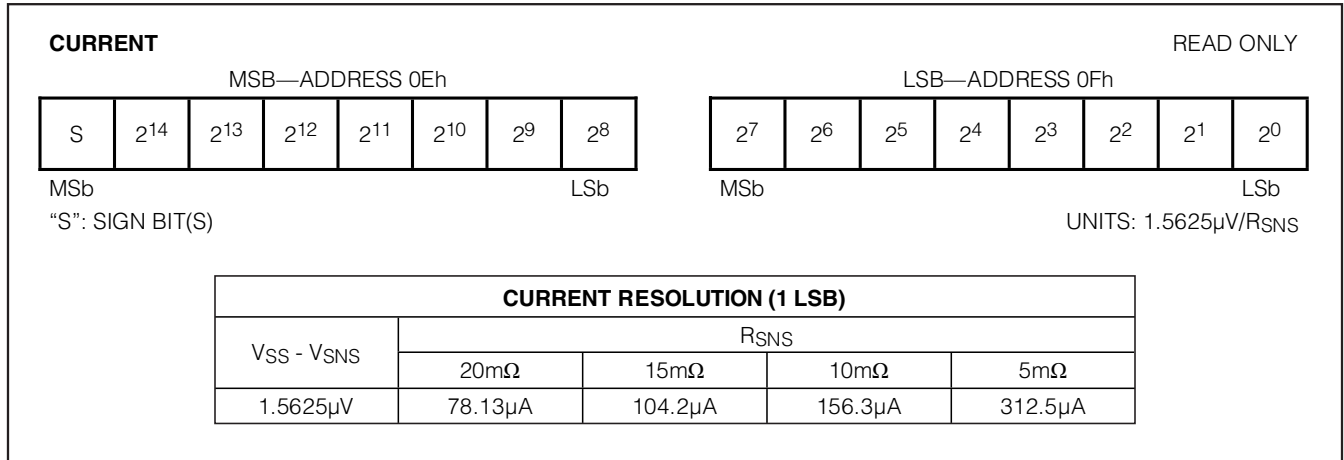 CURRENT READ ONLY
MSB—ADDRESS 0Eh LSB—ADDRESS 0Fh
S 2^14 2^13 2^12 2^11 2^10 2^9 2^8 2^7 2^6 2^5 2^4 2^3 2^2 2^1 2^0
MSb LSb MSb LSb
"S": SIGN BIT(S) UNITS: 1.5625µV/RSNS
CURRENT RESOLUTION (1 LSB)
VSS - VSNS RSNS
20mΩ 15mΩ 10mΩ 5mΩ
1.5625µV 78.13µA 104.2µA 156.3µA 312.5µA